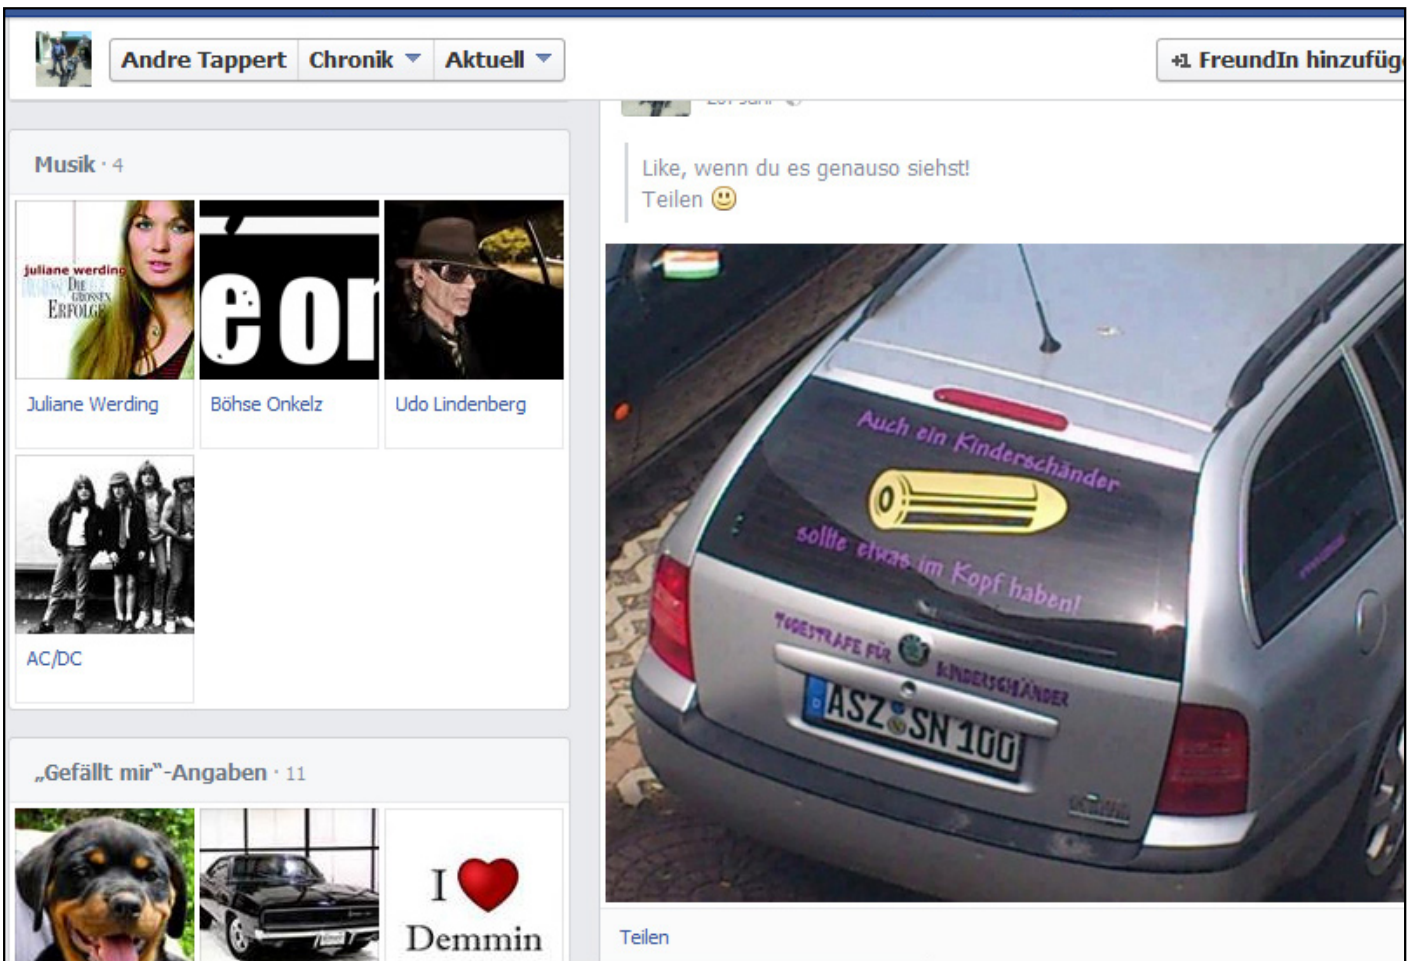 Andre Tappert
Chronik
Aktuell
+1 FreundIn hinzufüg
Musik · 4
juliane werding
DIE
GROSSEN
ERFOLGE
é on
Juliane Werding
Böhse Onkelz
Udo Lindenberg
AC/DC
„Gefällt mir“-Angaben · 11
I
Demmin
Like, wenn du es genauso siehst!
Teilen
Auch ein Kinderschänder
sollte etwas im Kopf haben!
TODESTRAFE FÜR KINDERSCHÄNDER
D
ASZ SN 100
Teilen